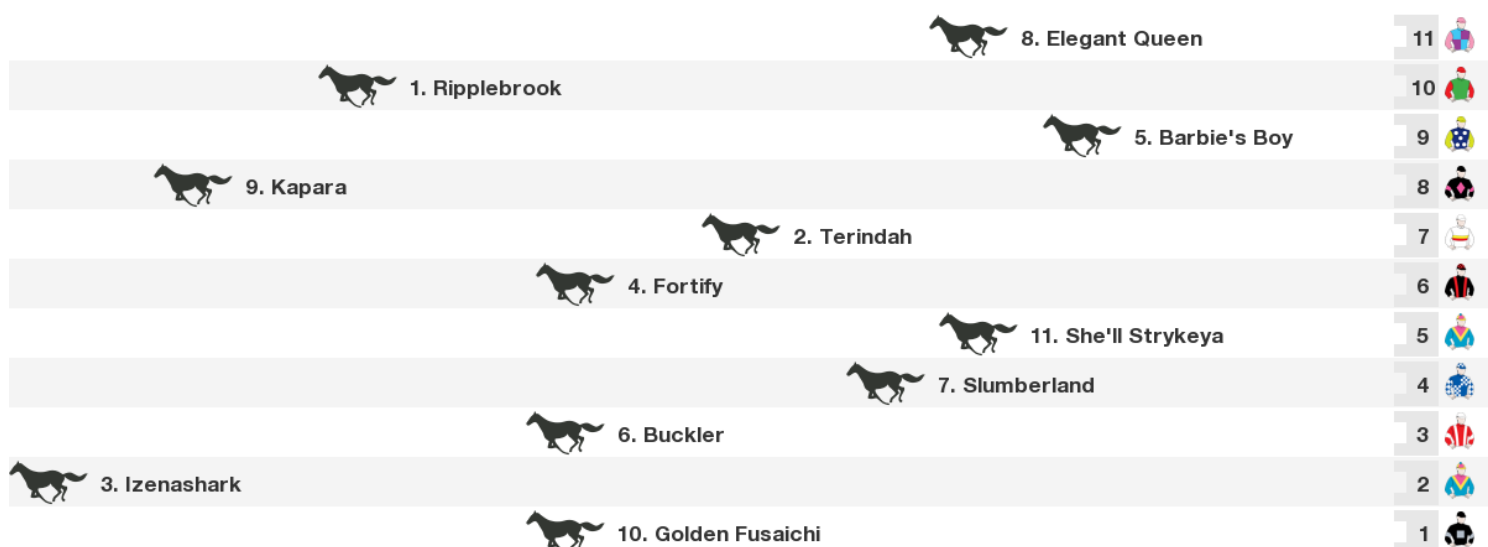 8. Elegant Queen 11
1. Ripplebrook 10
5. Barbie's Boy 9
9. Kapara 8
2. Terindah 7
4. Fortify 6
11. She'll Strykeya 5
7. Slumberland 4
6. Buckler 3
3. Izenashark 2
10. Golden Fusaichi 1